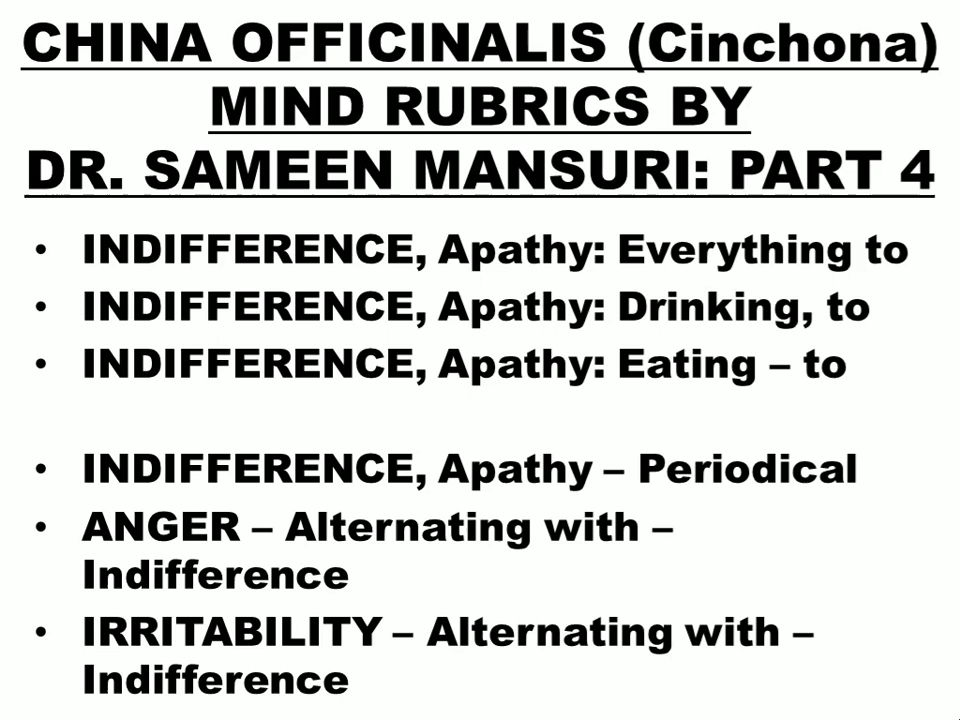 CHINA OFFICINALIS (Cinchona)
MIND RUBRICS BY
DR. SAMEEN MANSURI: PART 4
• INDIFFERENCE, Apathy: Everything to
• INDIFFERENCE, Apathy: Drinking, to
• INDIFFERENCE, Apathy: Eating – to
• INDIFFERENCE, Apathy – Periodical
• ANGER – Alternating with –
Indifference
• IRRITABILITY – Alternating with –
Indifference